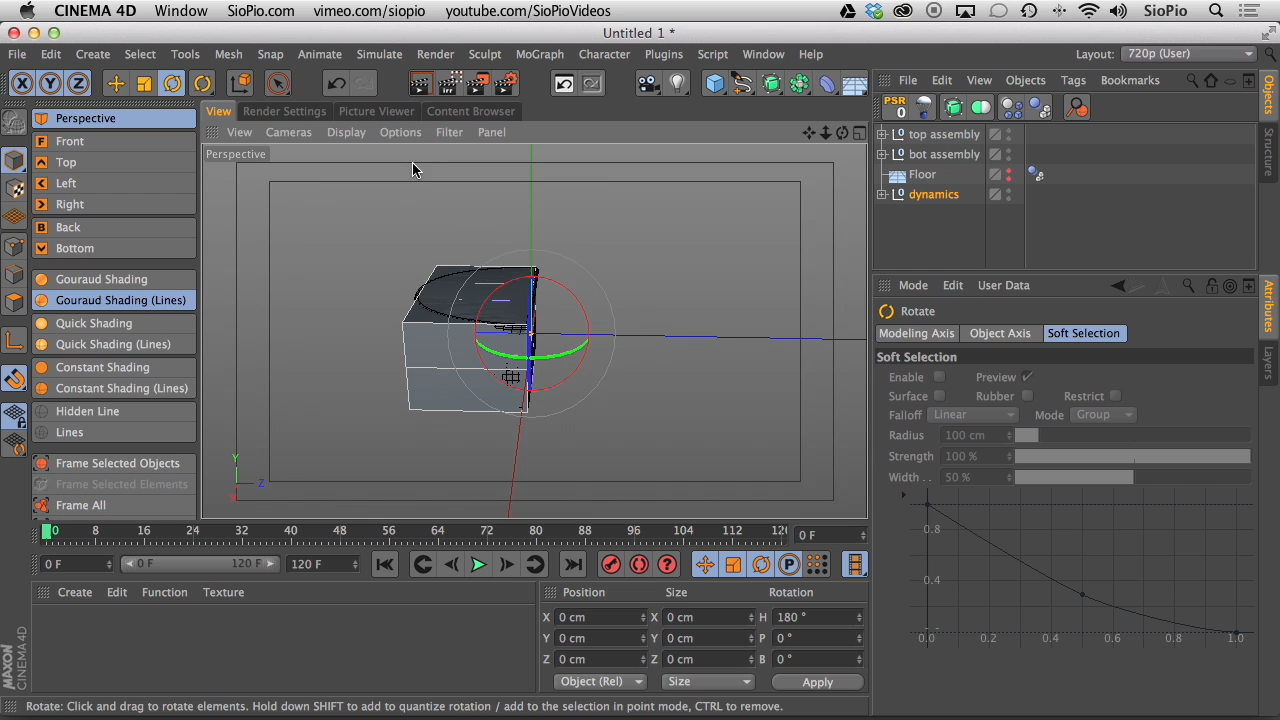 CINEMA 4D Window SioPio.com vimeo.com/siopio youtube.com/SioPioVideos SioPio
Untitled 1 *
File Edit Create Select Tools Mesh Snap Animate Simulate Render Sculpt MoGraph Character Plugins Script Window Help Layout: 720p (User)
X Y Z
File Edit View Objects Tags Bookmarks
PSR
0
View Render Settings Picture Viewer Content Browser
View Cameras Display Options Filter Panel
Perspective
Perspective
F Front
Top
Left
Right
B Back
Bottom
Gouraud Shading
Gouraud Shading (Lines)
Quick Shading
Quick Shading (Lines)
Constant Shading
Constant Shading (Lines)
Hidden Line
Lines
Frame Selected Objects
Frame Selected Elements
Frame All
Y
Z
top assembly
bot assembly
Floor
dynamics
Objects
Structure
Mode Edit User Data
Rotate
Modeling Axis Object Axis Soft Selection
Soft Selection
Enable Preview
Surface Rubber Restrict
Falloff Linear Mode Group
Radius 100 cm
Strength 100 %
Width . . 50 %
0.8
0.4
0.0 0.2 0.4 0.6 0.8 1.0
Attributes
Layers
0 8 16 24 32 40 48 56 64 72 80 88 96 104 112 0 F
0 F 0 F 120 F 120 F
P
Create Edit Function Texture
Position Size Rotation
X 0 cm X 0 cm H 180 °
Y 0 cm Y 0 cm P 0 °
Z 0 cm Z 0 cm B 0 °
Object (Rel) Size Apply
MAXON
CINEMA 4D
Rotate: Click and drag to rotate elements. Hold down SHIFT to add to quantize rotation / add to the selection in point mode, CTRL to remove.